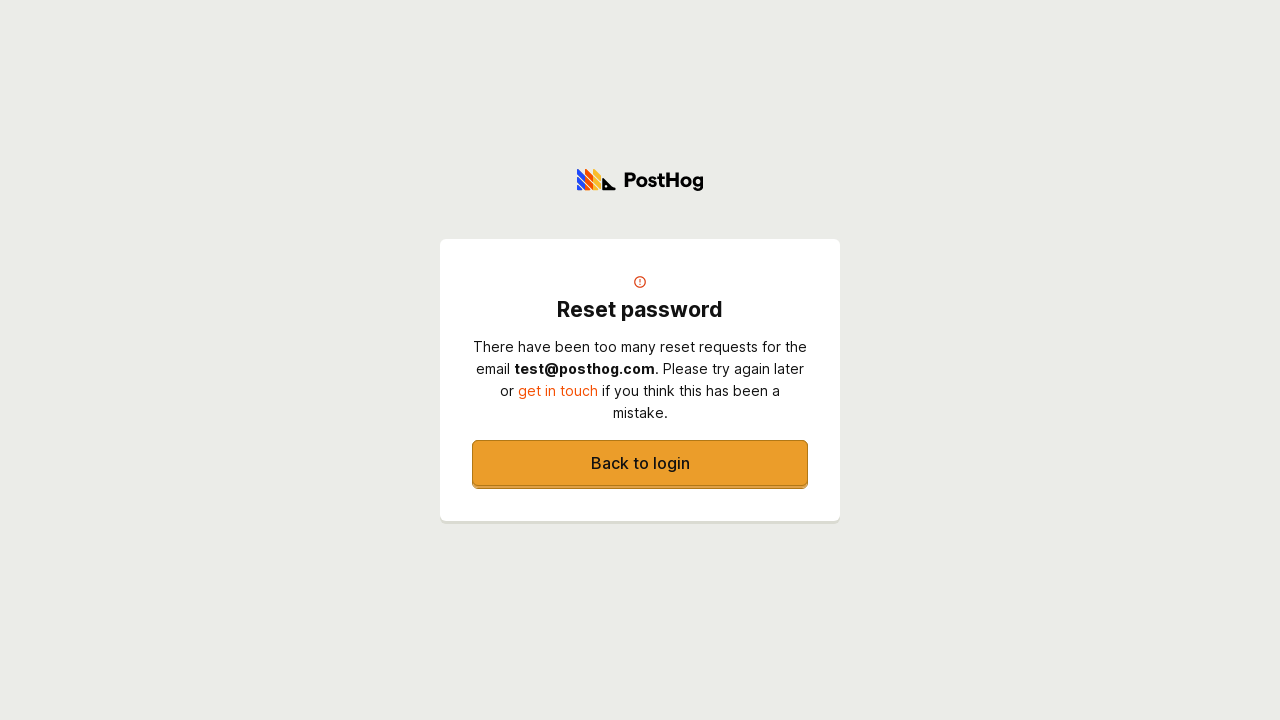 PostHog
Reset password
There have been too many reset requests for the
email test@posthog.com. Please try again later
or get in touch if you think this has been a
mistake.
Back to login